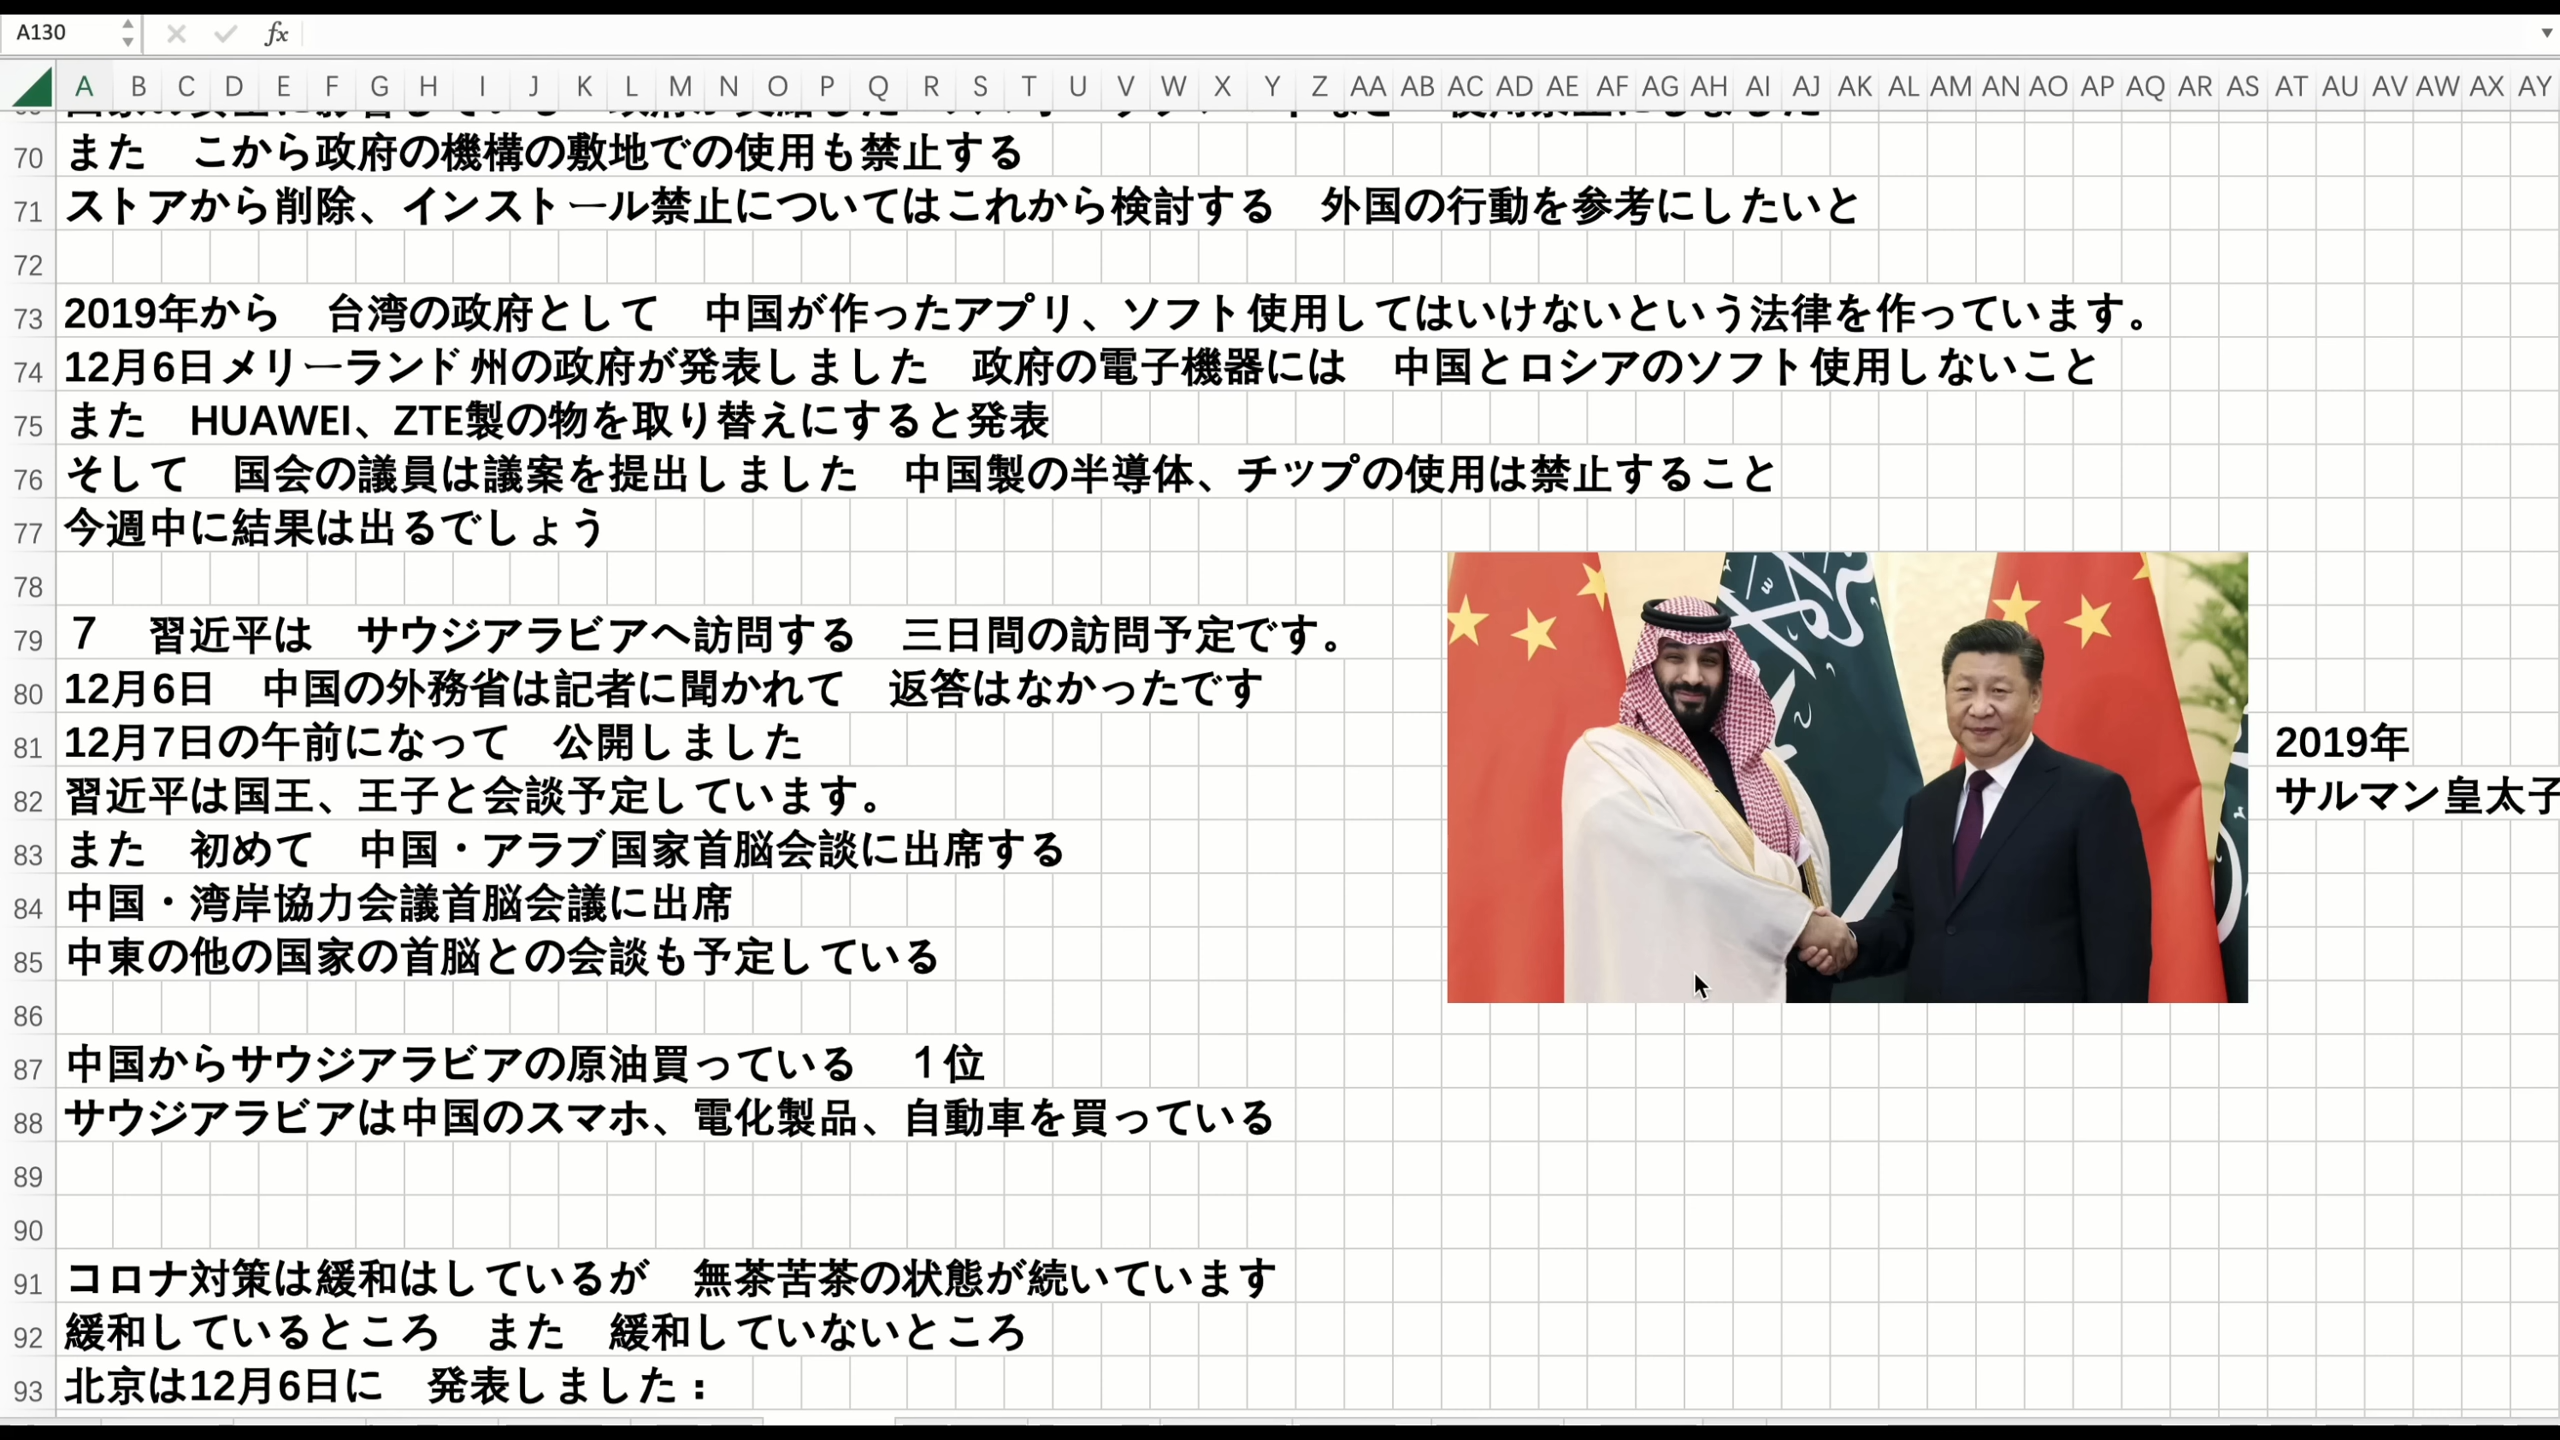 A130
fx
A B C D E F G H I J K L M N O P Q R S T U V W X Y Z AA AB AC AD AE AF AG AH AI AJ AK AL AM AN AO AP AQ AR AS AT AU AV AW AX AY
70 また　こから政府の機構の敷地での使用も禁止する
71 ストアから削除、インストール禁止についてはこれから検討する　外国の行動を参考にしたいと
72
73 2019年から　台湾の政府として　中国が作ったアプリ、ソフト使用してはいけないという法律を作っています。
74 12月6日メリーランド州の政府が発表しました　政府の電子機器には　中国とロシアのソフト使用しないこと
75 また　HUAWEI、ZTE製の物を取り替えにすると発表
76 そして　国会の議員は議案を提出しました　中国製の半導体、チップの使用は禁止すること
77 今週中に結果は出るでしょう
78
79 ７　習近平は　サウジアラビアへ訪問する　三日間の訪問予定です。
80 12月6日　中国の外務省は記者に聞かれて　返答はなかったです
81 12月7日の午前になって　公開しました 2019年
82 習近平は国王、王子と会談予定しています。 サルマン皇太子
83 また　初めて　中国・アラブ国家首脳会談に出席する
84 中国・湾岸協力会議首脳会議に出席
85 中東の他の国家の首脳との会談も予定している
86
87 中国からサウジアラビアの原油買っている　１位
88 サウジアラビアは中国のスマホ、電化製品、自動車を買っている
89
90
91 コロナ対策は緩和はしているが　無茶苦茶の状態が続いています
92 緩和しているところ　また　緩和していないところ
93 北京は12月6日に　発表しました：